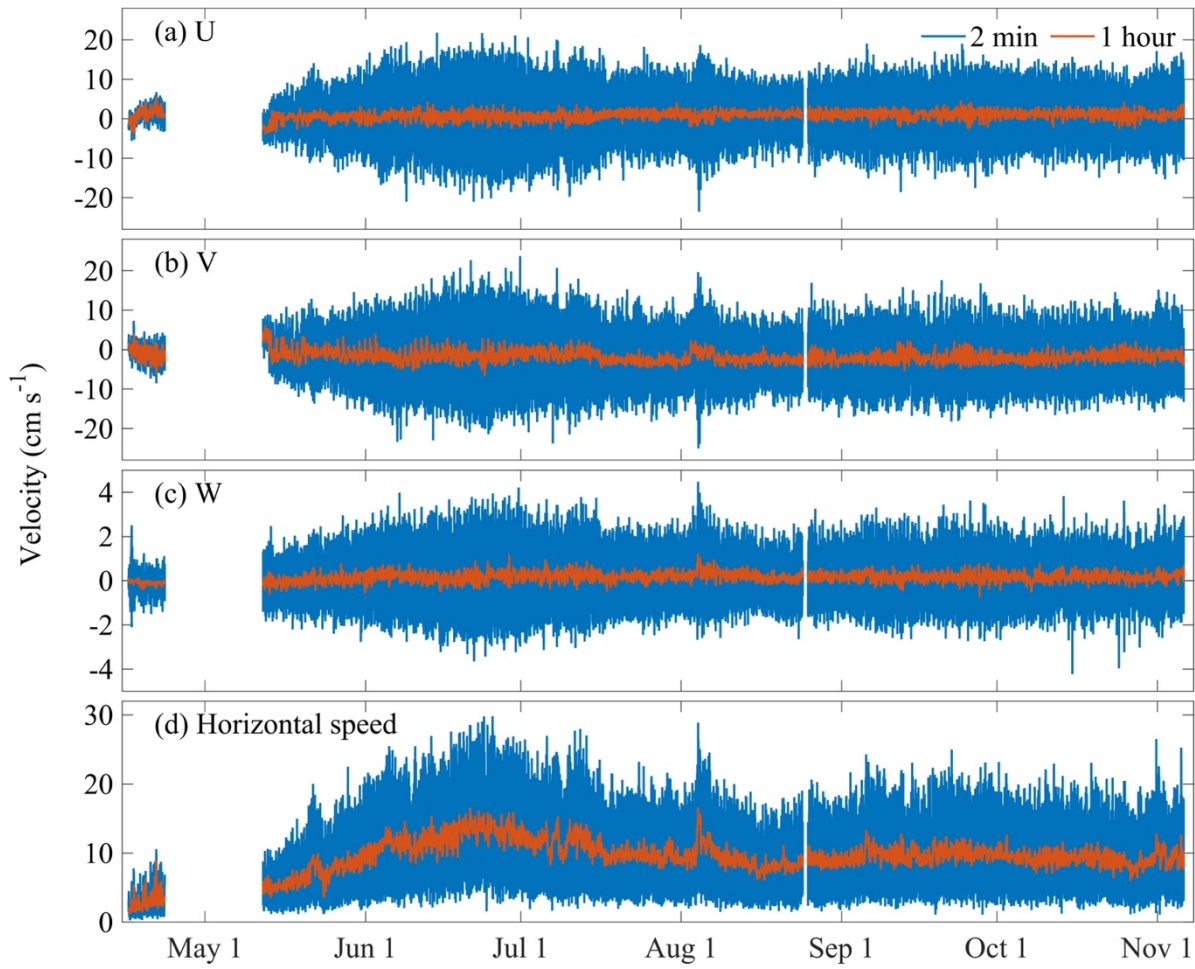 (a) U
2 min 1 hour
20
10
0
-10
-20
(b) V
20
10
0
-10
-20
Velocity (cm s⁻¹)
(c) W
4
2
0
-2
-4
(d) Horizontal speed
30
20
10
0
May 1 Jun 1 Jul 1 Aug 1 Sep 1 Oct 1 Nov 1